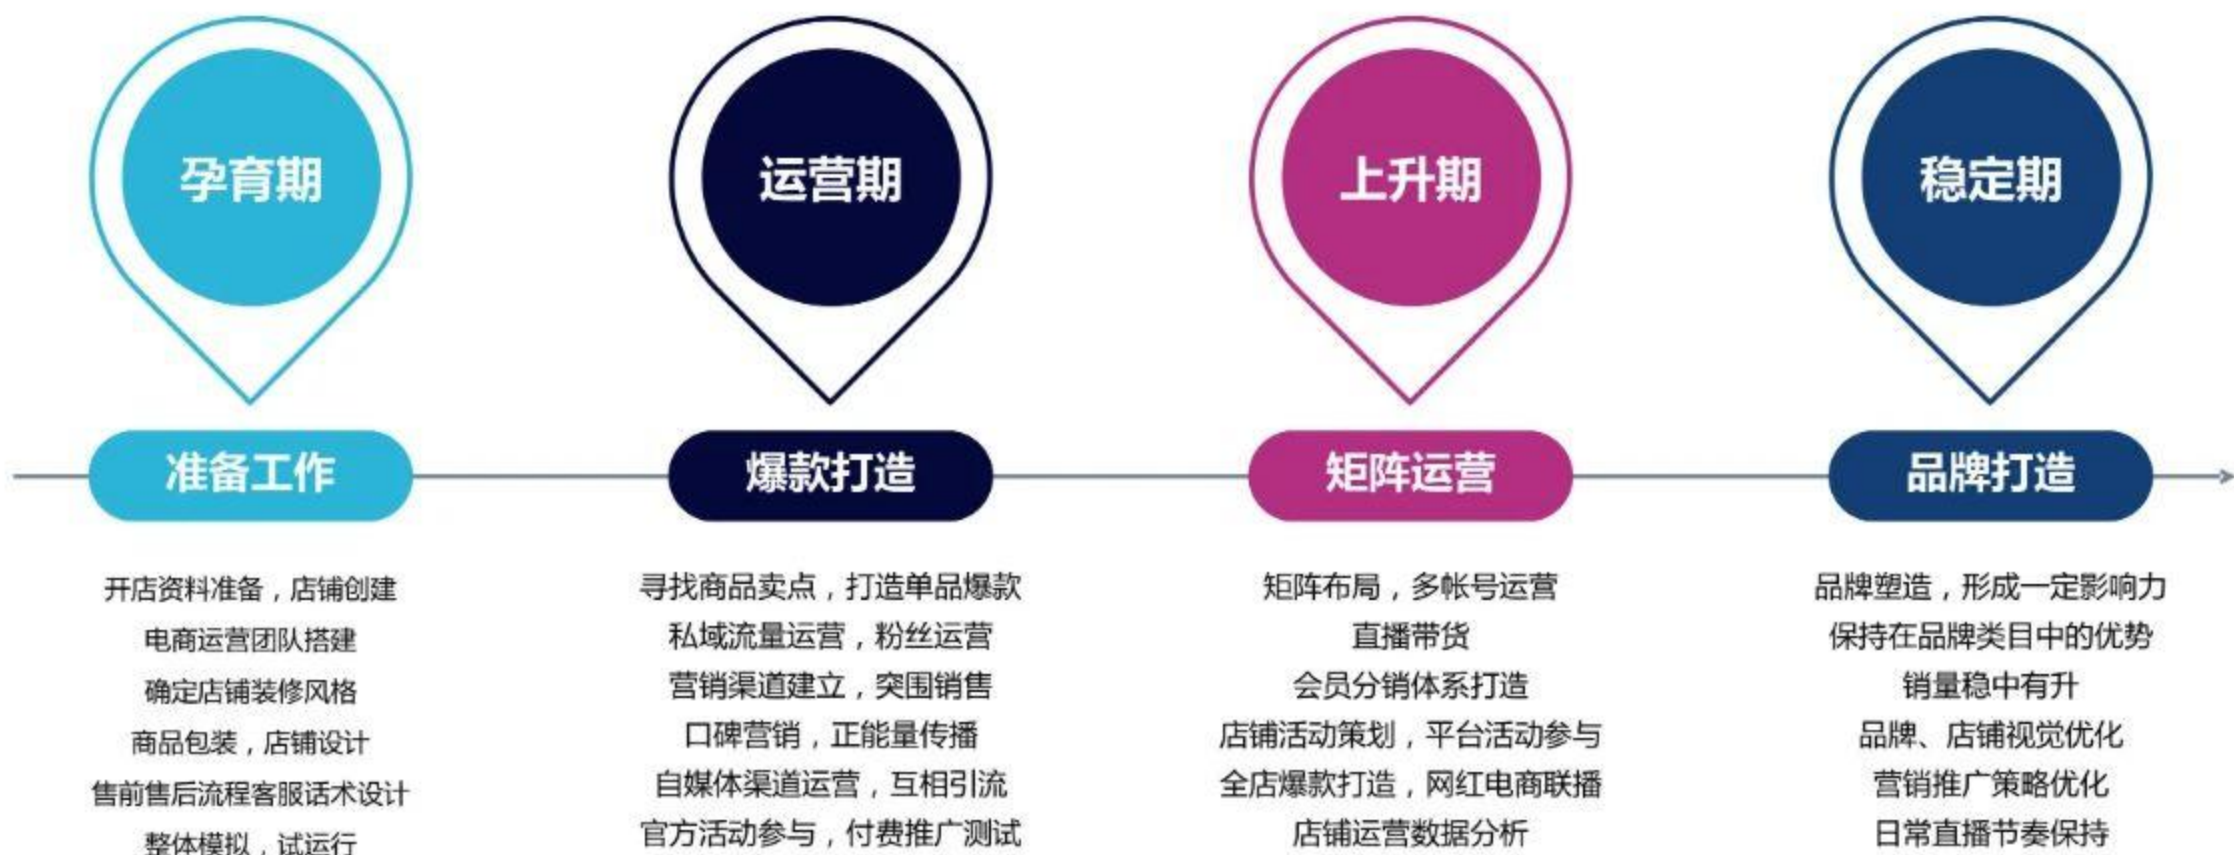 孕育期
准备工作
开店资料准备，店铺创建
电商运营团队搭建
确定店铺装修风格
商品包装，店铺设计
售前售后流程客服话术设计
整体模拟，试运行
运营期
爆款打造
寻找商品卖点，打造单品爆款
私域流量运营，粉丝运营
营销渠道建立，突围销售
口碑营销，正能量传播
自媒体渠道运营，互相引流
官方活动参与，付费推广测试
上升期
矩阵运营
矩阵布局，多帐号运营
直播带货
会员分销体系打造
店铺活动策划，平台活动参与
全店爆款打造，网红电商联播
店铺运营数据分析
稳定期
品牌打造
品牌塑造，形成一定影响力
保持在品牌类目中的优势
销量稳中有升
品牌、店铺视觉优化
营销推广策略优化
日常直播节奏保持